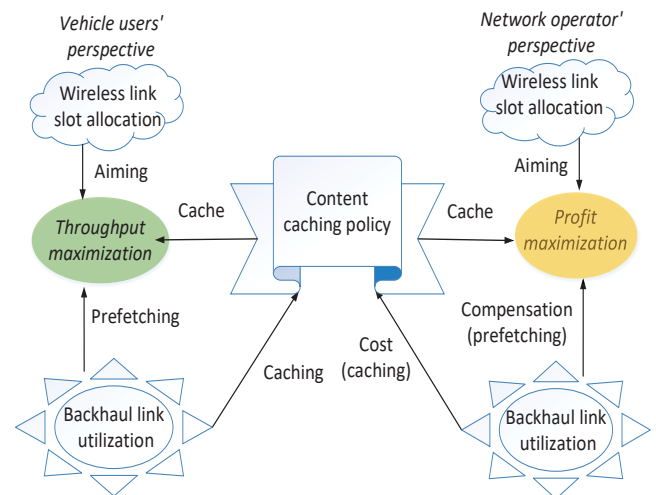 Vehicle users'
perspective
Wireless link
slot allocation
Aiming
Throughput
maximization
Prefetching
Backhaul link
utilization
Cache
Caching
Content
caching policy
Cache
Cost
(caching)
Network operator'
perspective
Wireless link
slot allocation
Aiming
Profit
maximization
Compensation
(prefetching)
Backhaul link
utilization